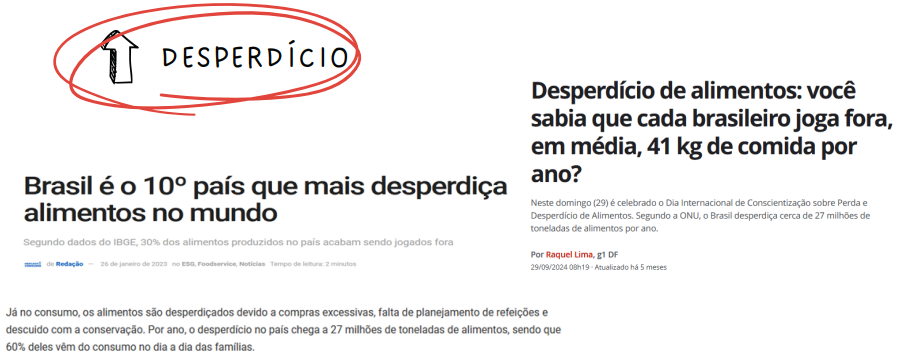 DESPERDÍCIO
Brasil é o 10º país que mais desperdiça
alimentos no mundo
Segundo dados do IBGE, 30% dos alimentos produzidos no país acabam sendo jogados fora
de Redação — 26 de janeiro de 2023 no ESG, Foodservice, Notícias Tempo de leitura: 2 minutos
Desperdício de alimentos: você
sabia que cada brasileiro joga fora,
em média, 41 kg de comida por
ano?
Neste domingo (29) é celebrado o Dia Internacional de Conscientização sobre Perda e
Desperdício de Alimentos. Segundo a ONU, o Brasil desperdiça cerca de 27 milhões de
toneladas de alimentos por ano.
Por Raquel Lima, g1 DF
29/09/2024 08h19 · Atualizado há 5 meses
Já no consumo, os alimentos são desperdiçados devido a compras excessivas, falta de planejamento de refeições e
descuido com a conservação. Por ano, o desperdício no país chega a 27 milhões de toneladas de alimentos, sendo que
60% deles vêm do consumo no dia a dia das famílias.